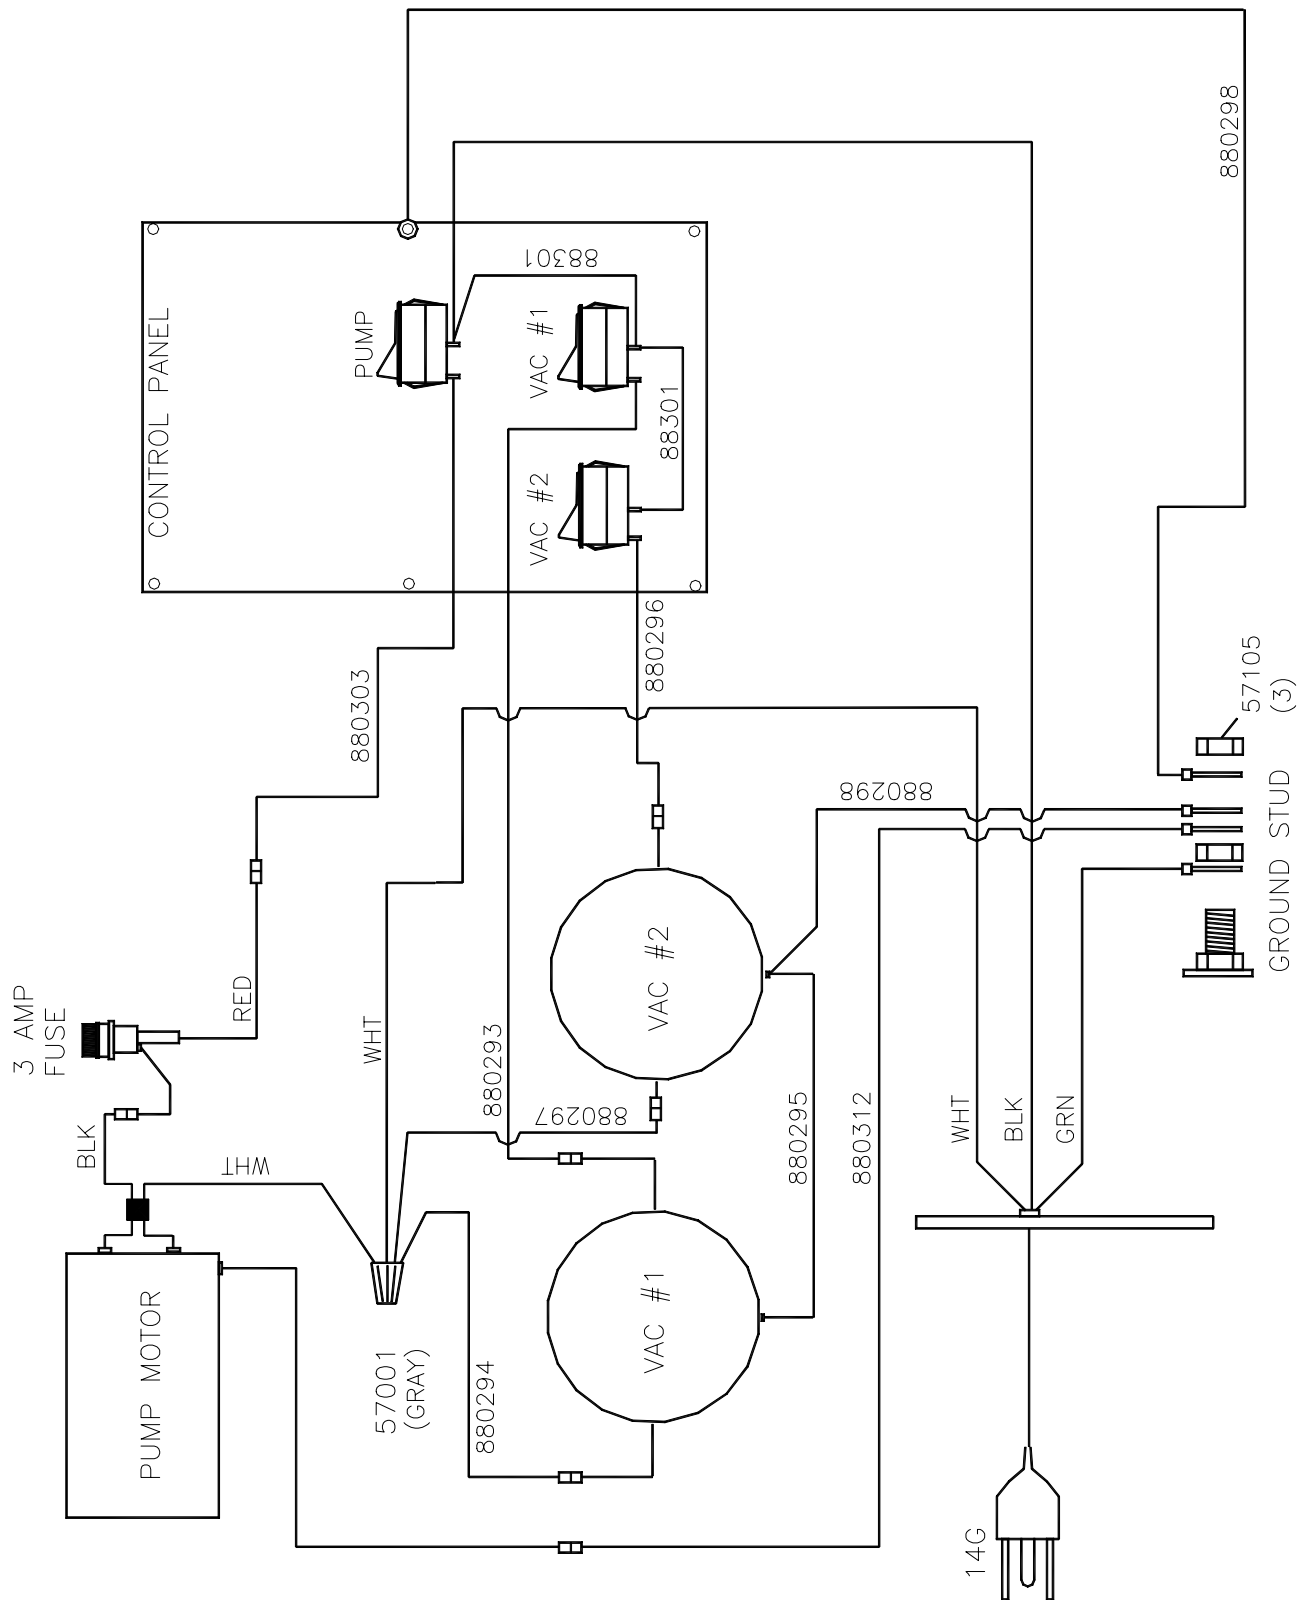 3 AMP
FUSE
BLK
RED
WHT
PUMP MOTOR
57001
(GRAY)
WHT
880303
CONTROL PANEL
PUMP
88301
VAC #1
VAC #2
88301
880293
880297
880294
880296
VAC #2
VAC #1
880295
880298
880312
WHT
BLK
GRN
14G
880298
57105
(3)
GROUND STUD